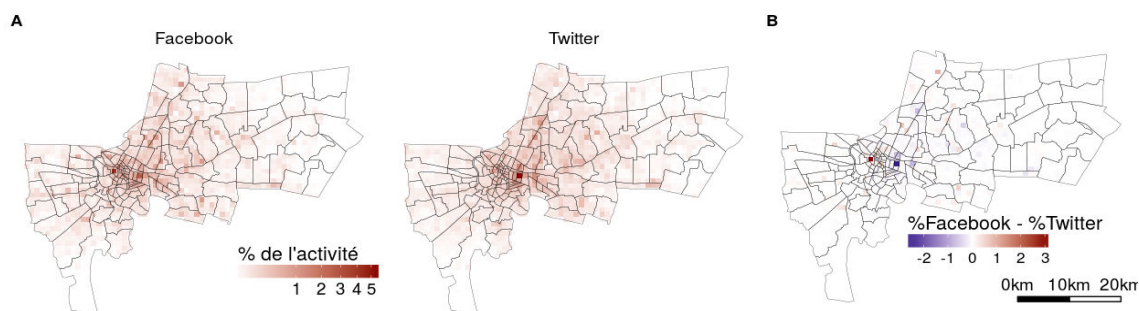 A
B
Facebook
Twitter
% de l'activité
1 2 3 4 5
%Facebook - %Twitter
-2 -1 0 1 2 3
0km 10km 20km